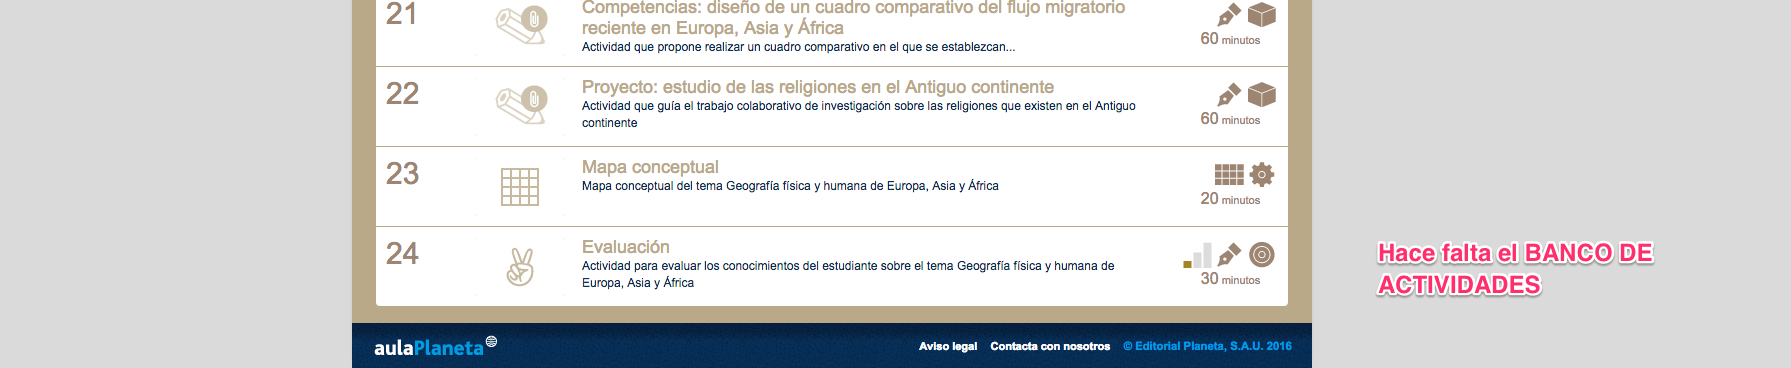 21
Competencias: diseño de un cuadro comparativo del flujo migratorio
reciente en Europa, Asia y África
Actividad que propone realizar un cuadro comparativo en el que se establezcan...
60 minutos
22
Proyecto: estudio de las religiones en el Antiguo continente
Actividad que guía el trabajo colaborativo de investigación sobre las religiones que existen en el Antiguo
continente
60 minutos
23
Mapa conceptual
Mapa conceptual del tema Geografía física y humana de Europa, Asia y África
20 minutos
24
Evaluación
Actividad para evaluar los conocimientos del estudiante sobre el tema Geografía física y humana de
Europa, Asia y África
30 minutos
Hace falta el BANCO DE
ACTIVIDADES
aulaPlaneta
Aviso legal Contacta con nosotros © Editorial Planeta, S.A.U. 2016